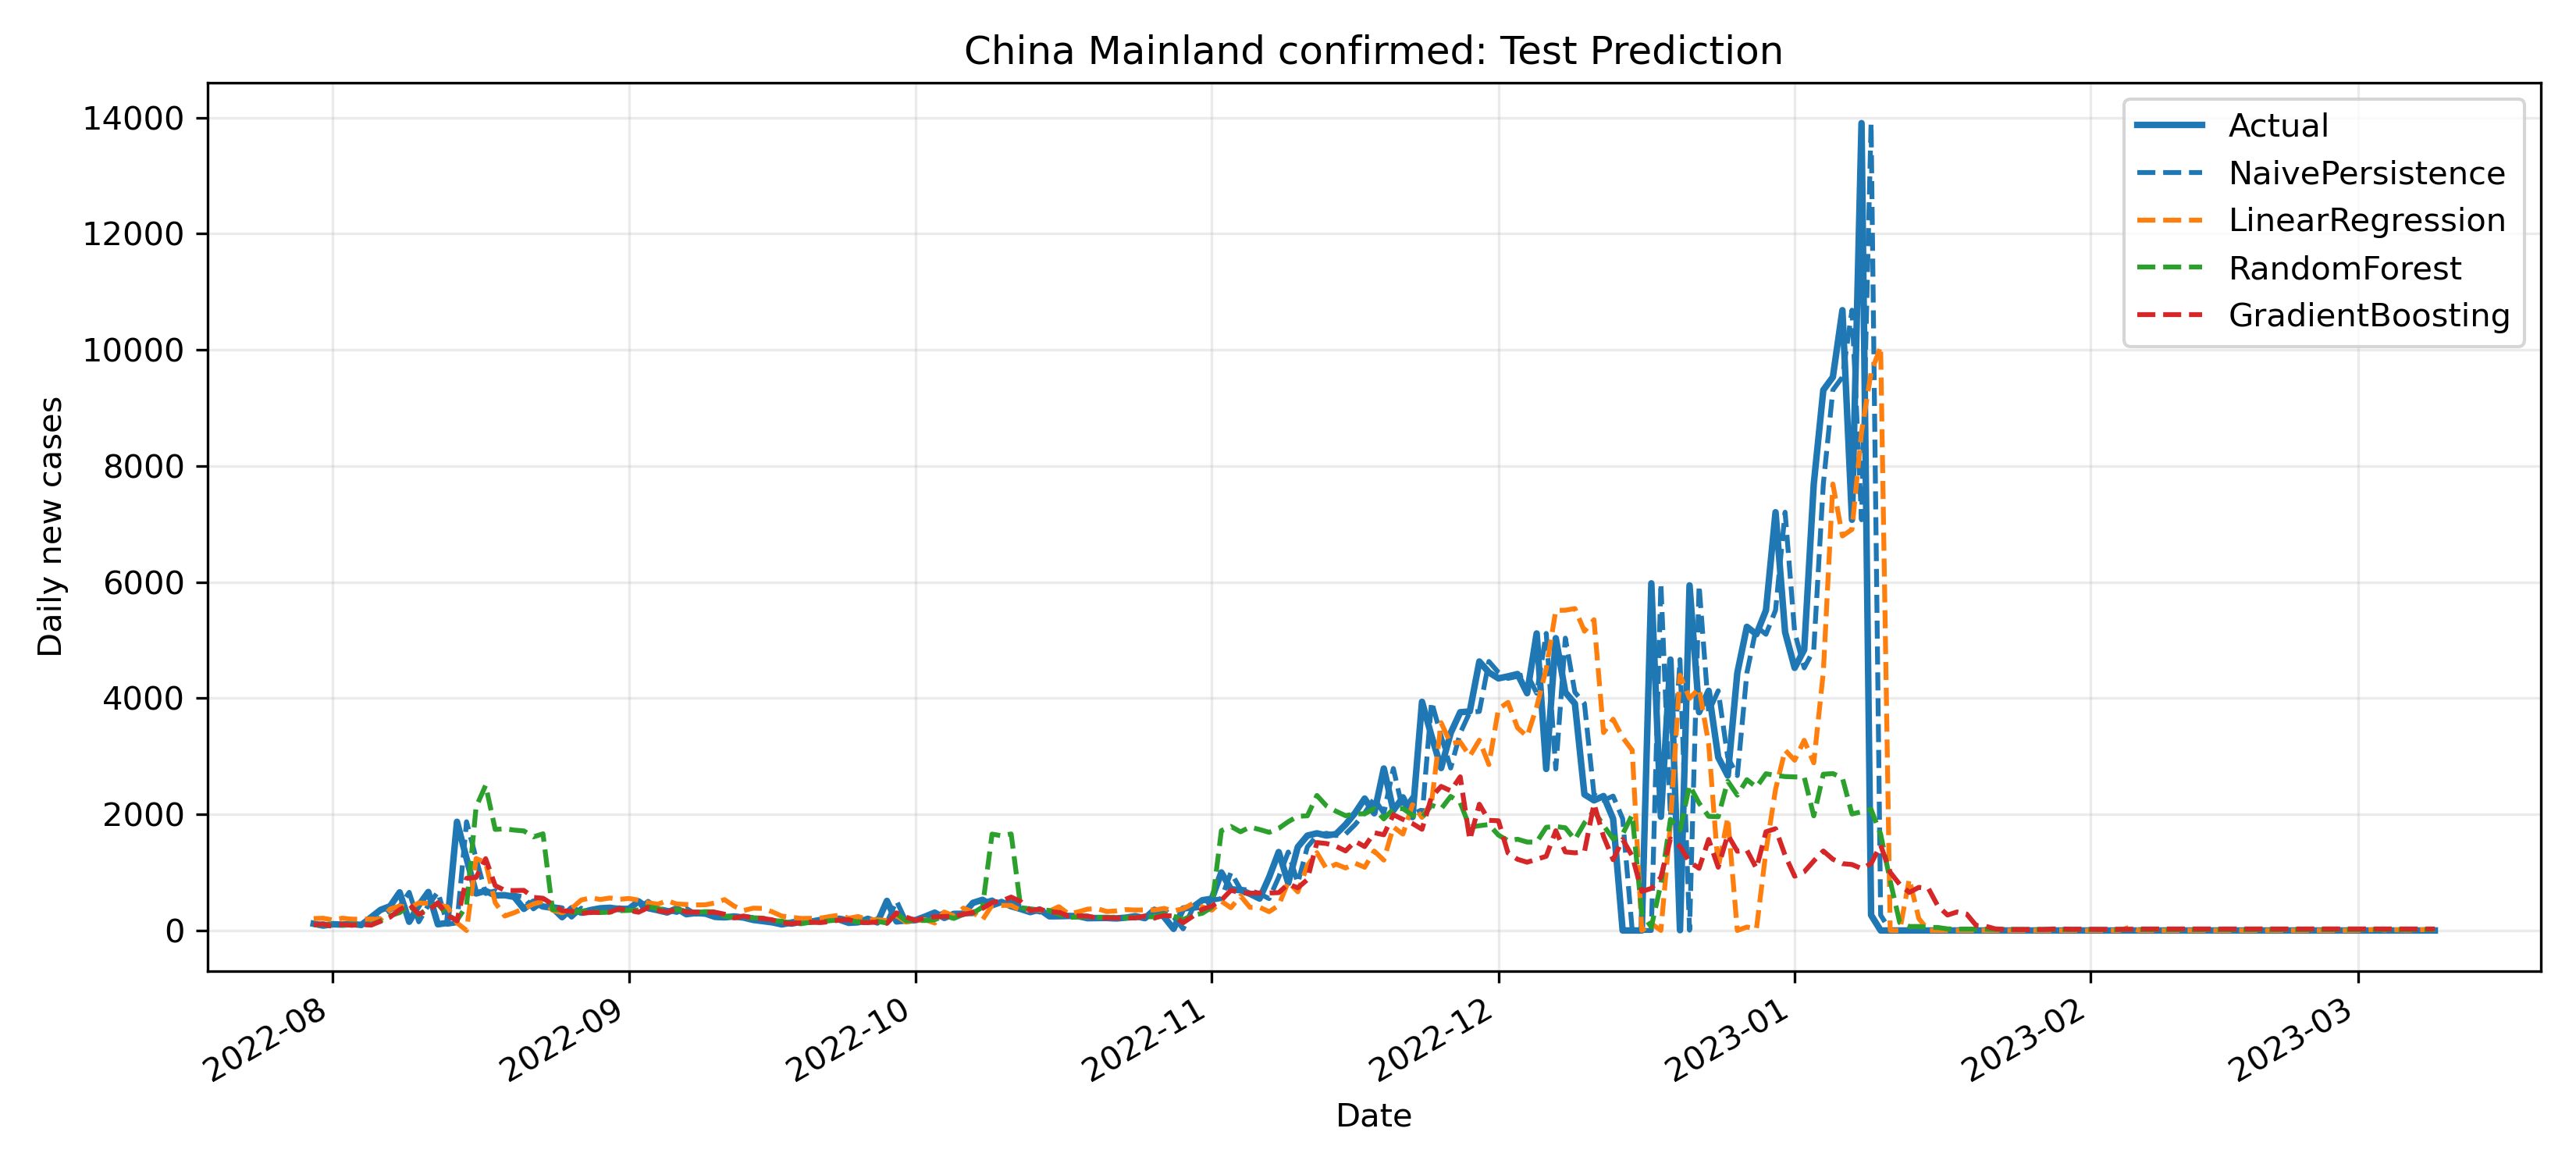 China Mainland confirmed: Test Prediction
14000
12000
10000
8000
6000
4000
2000
0
Daily new cases
Actual
NaivePersistence
LinearRegression
RandomForest
GradientBoosting
2022-08
2022-09
2022-10
2022-11
2022-12
2023-01
2023-02
2023-03
Date